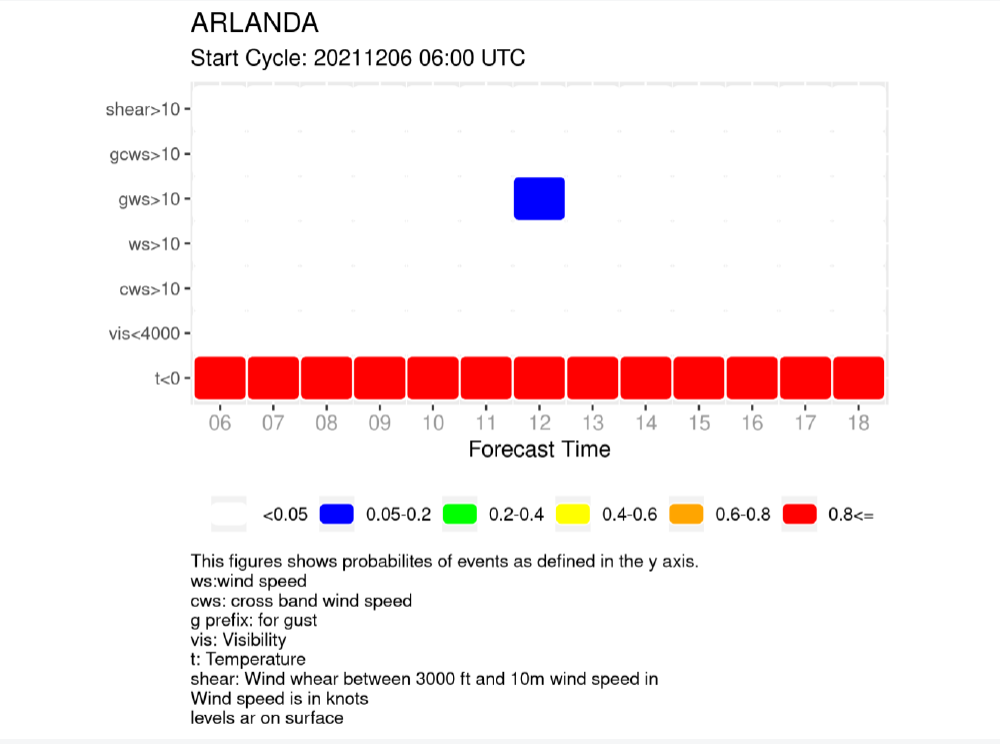 ARLANDA
Start Cycle: 20211206 06:00 UTC
shear>10
gcws>10
gws>10
ws>10
cws>10
vis<4000
t<0
06 07 08 09 10 11 12 13 14 15 16 17 18
Forecast Time
<0.05 0.05-0.2 0.2-0.4 0.4-0.6 0.6-0.8 0.8<=
This figures shows probabilites of events as defined in the y axis.
ws:wind speed
cws: cross band wind speed
g prefix: for gust
vis: Visibility
t: Temperature
shear: Wind whear between 3000 ft and 10m wind speed in
Wind speed is in knots
levels ar on surface